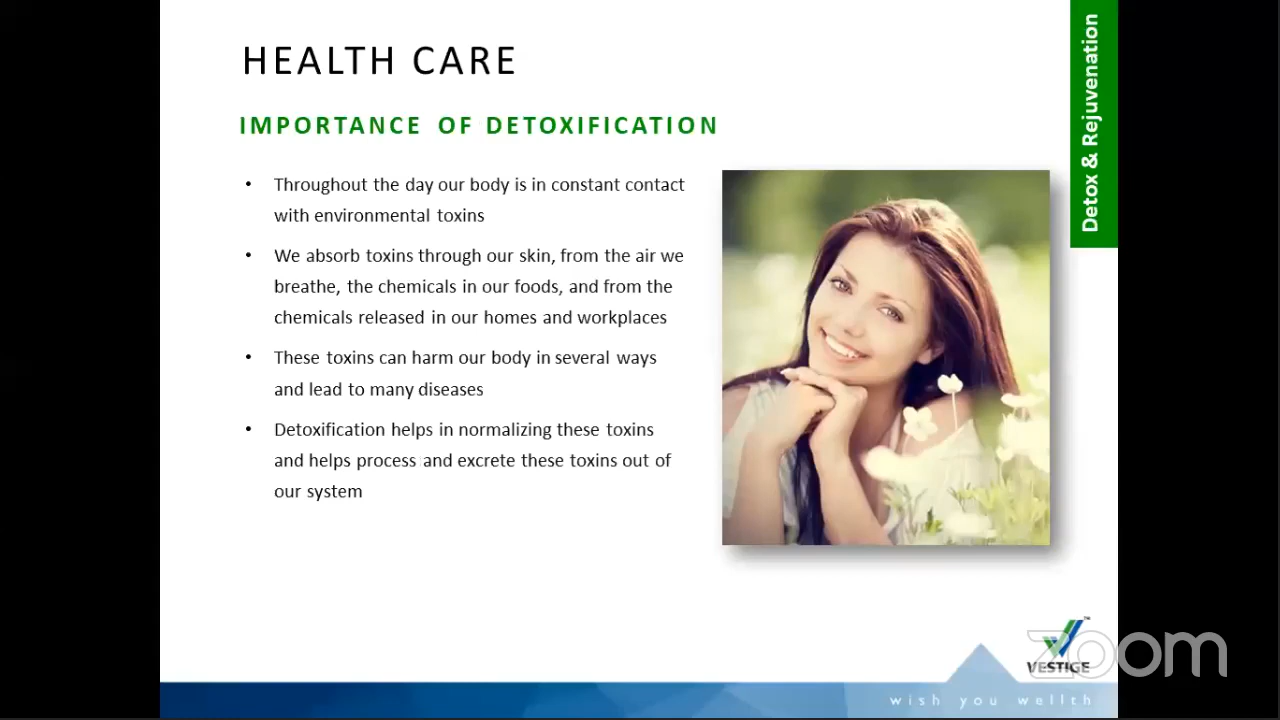 HEALTH CARE
IMPORTANCE OF DETOXIFICATION
• Throughout the day our body is in constant contact
with environmental toxins
• We absorb toxins through our skin, from the air we
breathe, the chemicals in our foods, and from the
chemicals released in our homes and workplaces
• These toxins can harm our body in several ways
and lead to many diseases
• Detoxification helps in normalizing these toxins
and helps process and excrete these toxins out of
our system
Detox & Rejuvenation
TM
VESTIGE
zoom
wish you wellth